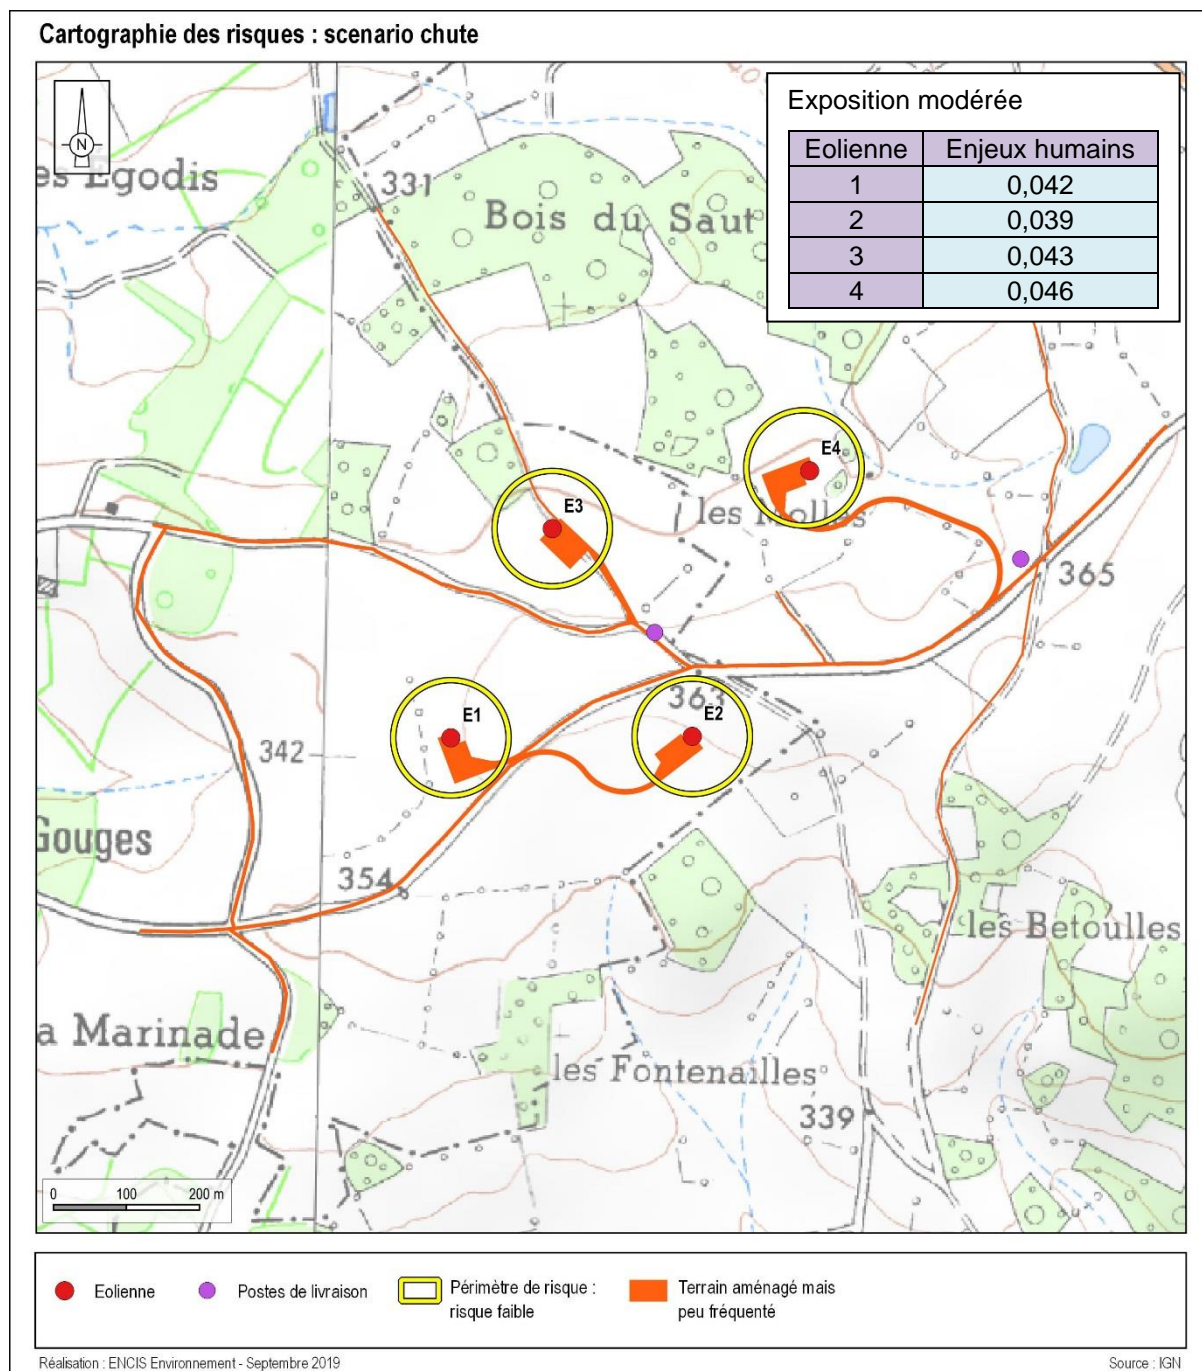 Cartographie des risques : scenario chute
N
Exposition modérée
Eolienne Enjeux humains
1 0,042
2 0,039
3 0,043
4 0,046
es Egodis
331
Bois du Saut
E4
E3
les Molles
365
363
E1
E2
342
Gouges
354
les Betoulles
a Marinade
les Fontenailles
339
0 100 200 m
Eolienne
Postes de livraison
Périmètre de risque :
risque faible
Terrain aménagé mais
peu fréquenté
Réalisation : ENCIS Environnement - Septembre 2019
Source : IGN